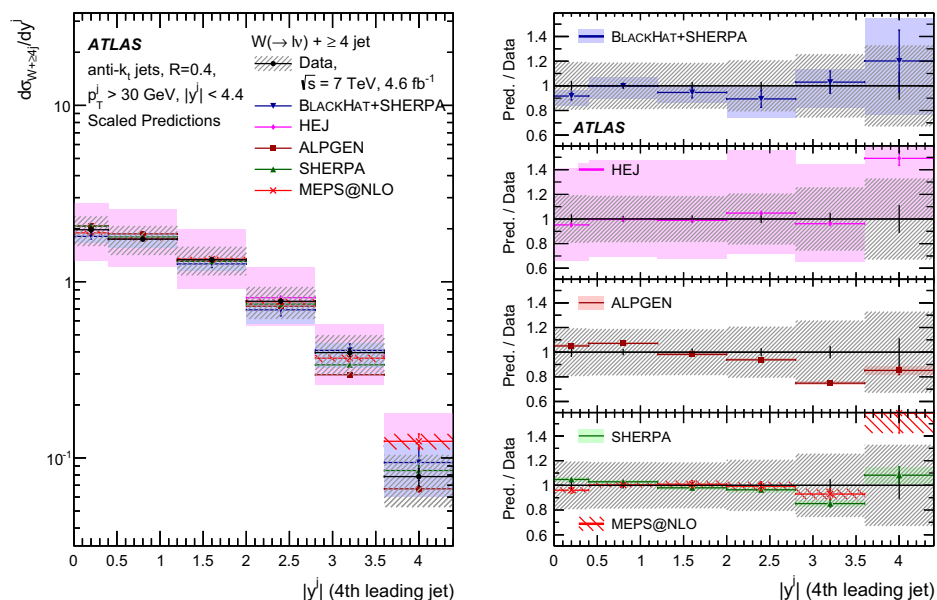 dσ_{W+≥4j}/dy^j
ATLAS
anti-k_t jets, R=0.4,
p_T^j > 30 GeV, |y^j| < 4.4
Scaled Predictions
W(→ lν) + ≥ 4 jet
Data,
√s = 7 TeV, 4.6 fb^{-1}
BLACKHAT+SHERPA
HEJ
ALPGEN
SHERPA
MEPS@NLO
10
1
10^{-1}
0 0.5 1 1.5 2 2.5 3 3.5 4
|y^j| (4th leading jet)
Pred. / Data
1.4
1.2
1
0.8
0.6
BLACKHAT+SHERPA
ATLAS
Pred. / Data
1.4
1.2
1
0.8
0.6
HEJ
Pred. / Data
1.4
1.2
1
0.8
0.6
ALPGEN
Pred. / Data
1.4
1.2
1
0.8
0.6
SHERPA
MEPS@NLO
0 0.5 1 1.5 2 2.5 3 3.5 4
|y^j| (4th leading jet)